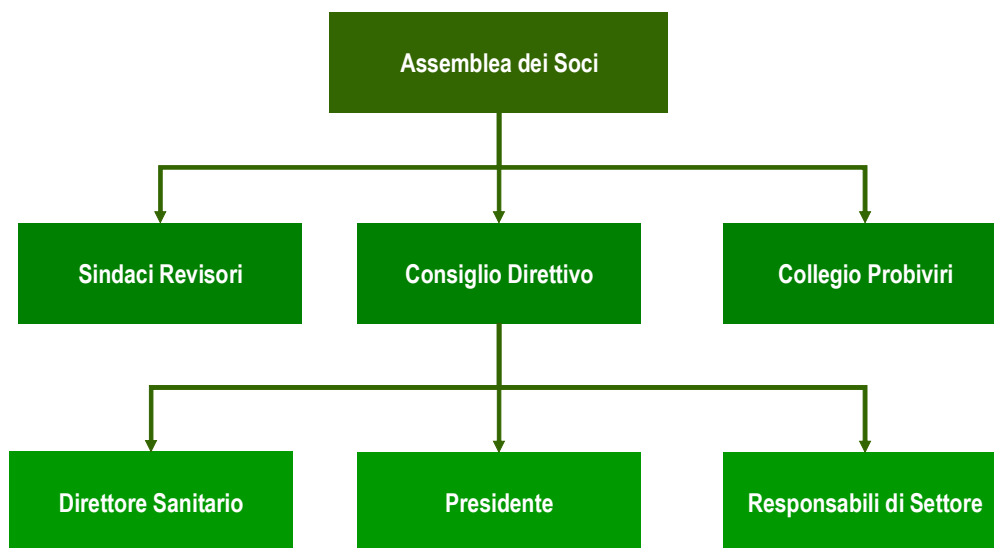 Assemblea dei Soci
Sindaci Revisori
Consiglio Direttivo
Collegio Probiviri
Direttore Sanitario
Presidente
Responsabili di Settore